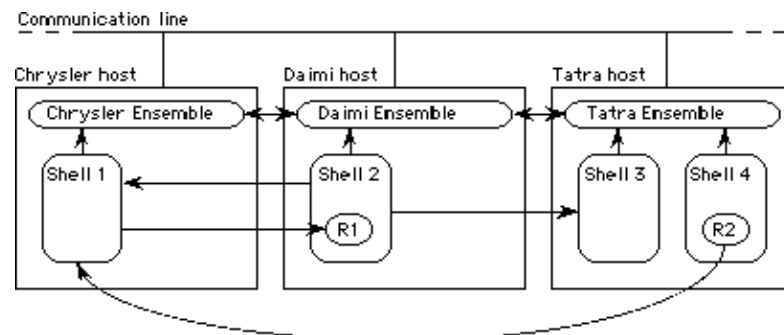 Communication line
Chrysler host
Daimi host
Tatra host
Chrysler Ensemble
Daimi Ensemble
Tatra Ensemble
Shell 1
Shell 2
Shell 3
Shell 4
R1
R2